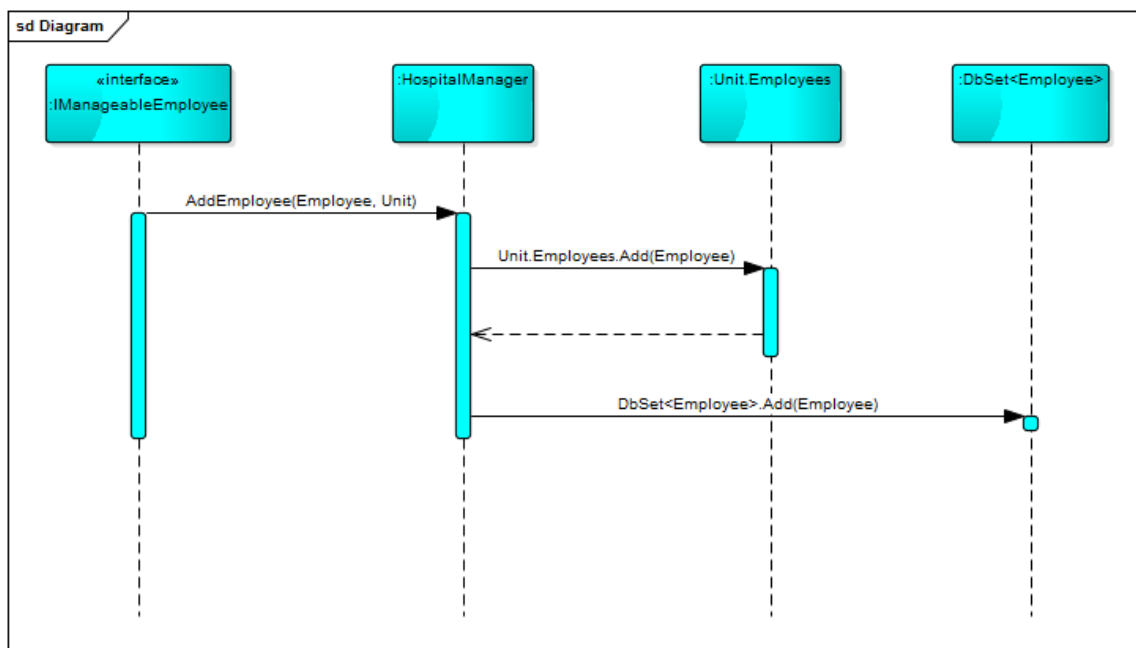 sd Diagram
«interface»
:IManageableEmployee
:HospitalManager
:Unit.Employees
:DbSet<Employee>
AddEmployee(Employee, Unit)
Unit.Employees.Add(Employee)
DbSet<Employee>.Add(Employee)